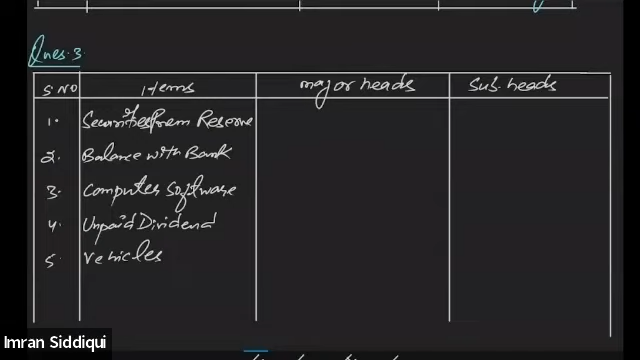 Ques. 3.
S.NO Items major heads Sub. heads
1. Securities Prem Reserve
2. Balance with Bank
3. Computer Software
4. Unpaid Dividend
5. Vehicles
Imran Siddiqui